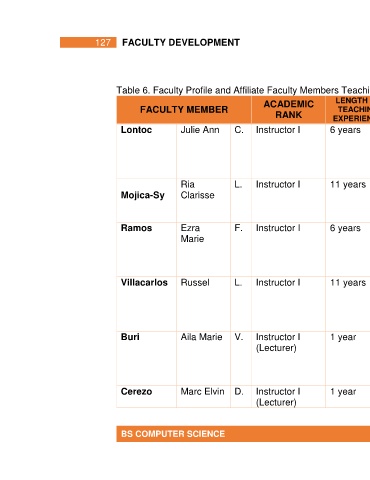 127 FACULTY DEVELOPMENT
Table 6. Faculty Profile and Affiliate Faculty Members
FACULTY MEMBER
ACADEMIC
RANK
LENGTH
Lontoc Julie Ann C. Instructor I 6 years
Ria L. Instructor I 11 years
Mojica-Sy Clarisse
Ramos Ezra F. Instructor I 6 years
Marie
Villacarlos Russel L. Instructor I 11 years
Buri Aila Marie V. Instructor I 1 year
(Lecturer)
Cerezo Marc Elvin D. Instructor I 1 year
(Lecturer)
BS COMPUTER SCIENCE